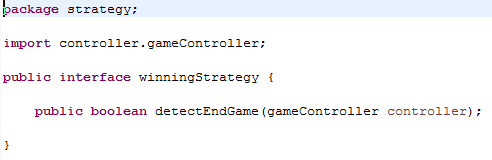 package strategy;
import controller.gameController;
public interface winningStrategy {
public boolean detectEndGame(gameController controller);
}